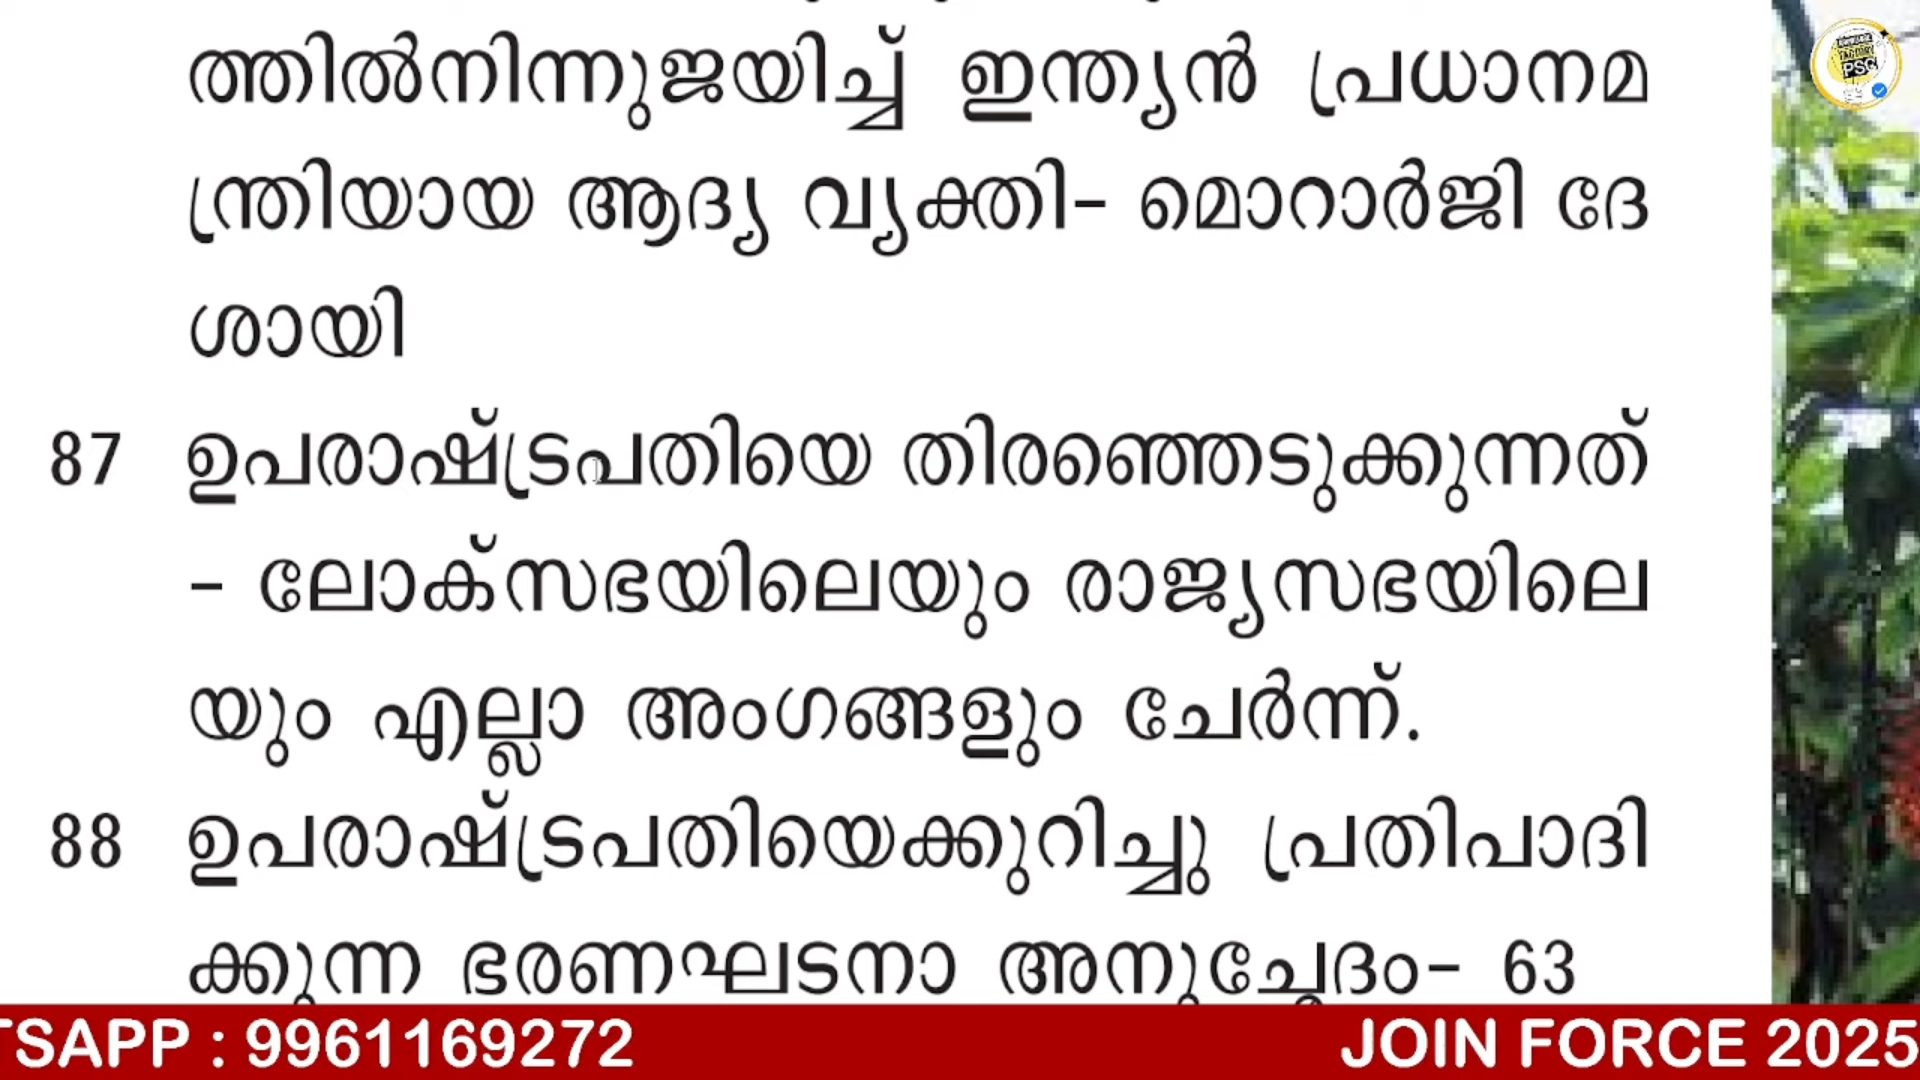 ത്തിൽനിന്നുജയിച്ച് ഇന്ത്യൻ പ്രധാനമ
ന്ത്രിയായ ആദ്യ വ്യക്തി- മൊറാർജി ദേ
ശായി
87 ഉപരാഷ്ട്രപതിയെ തിരഞ്ഞെടുക്കുന്നത്
- ലോക്സഭയിലെയും രാജ്യസഭയിലെ
യും എല്ലാ അംഗങ്ങളും ചേർന്ന്.
88 ഉപരാഷ്ട്രപതിയെക്കുറിച്ചു പ്രതിപാദി
ക്കുന്ന ഭരണഘടനാ അനുച്ഛേദം- 63
TSAPP : 9961169272
JOIN FORCE 2025
PSC